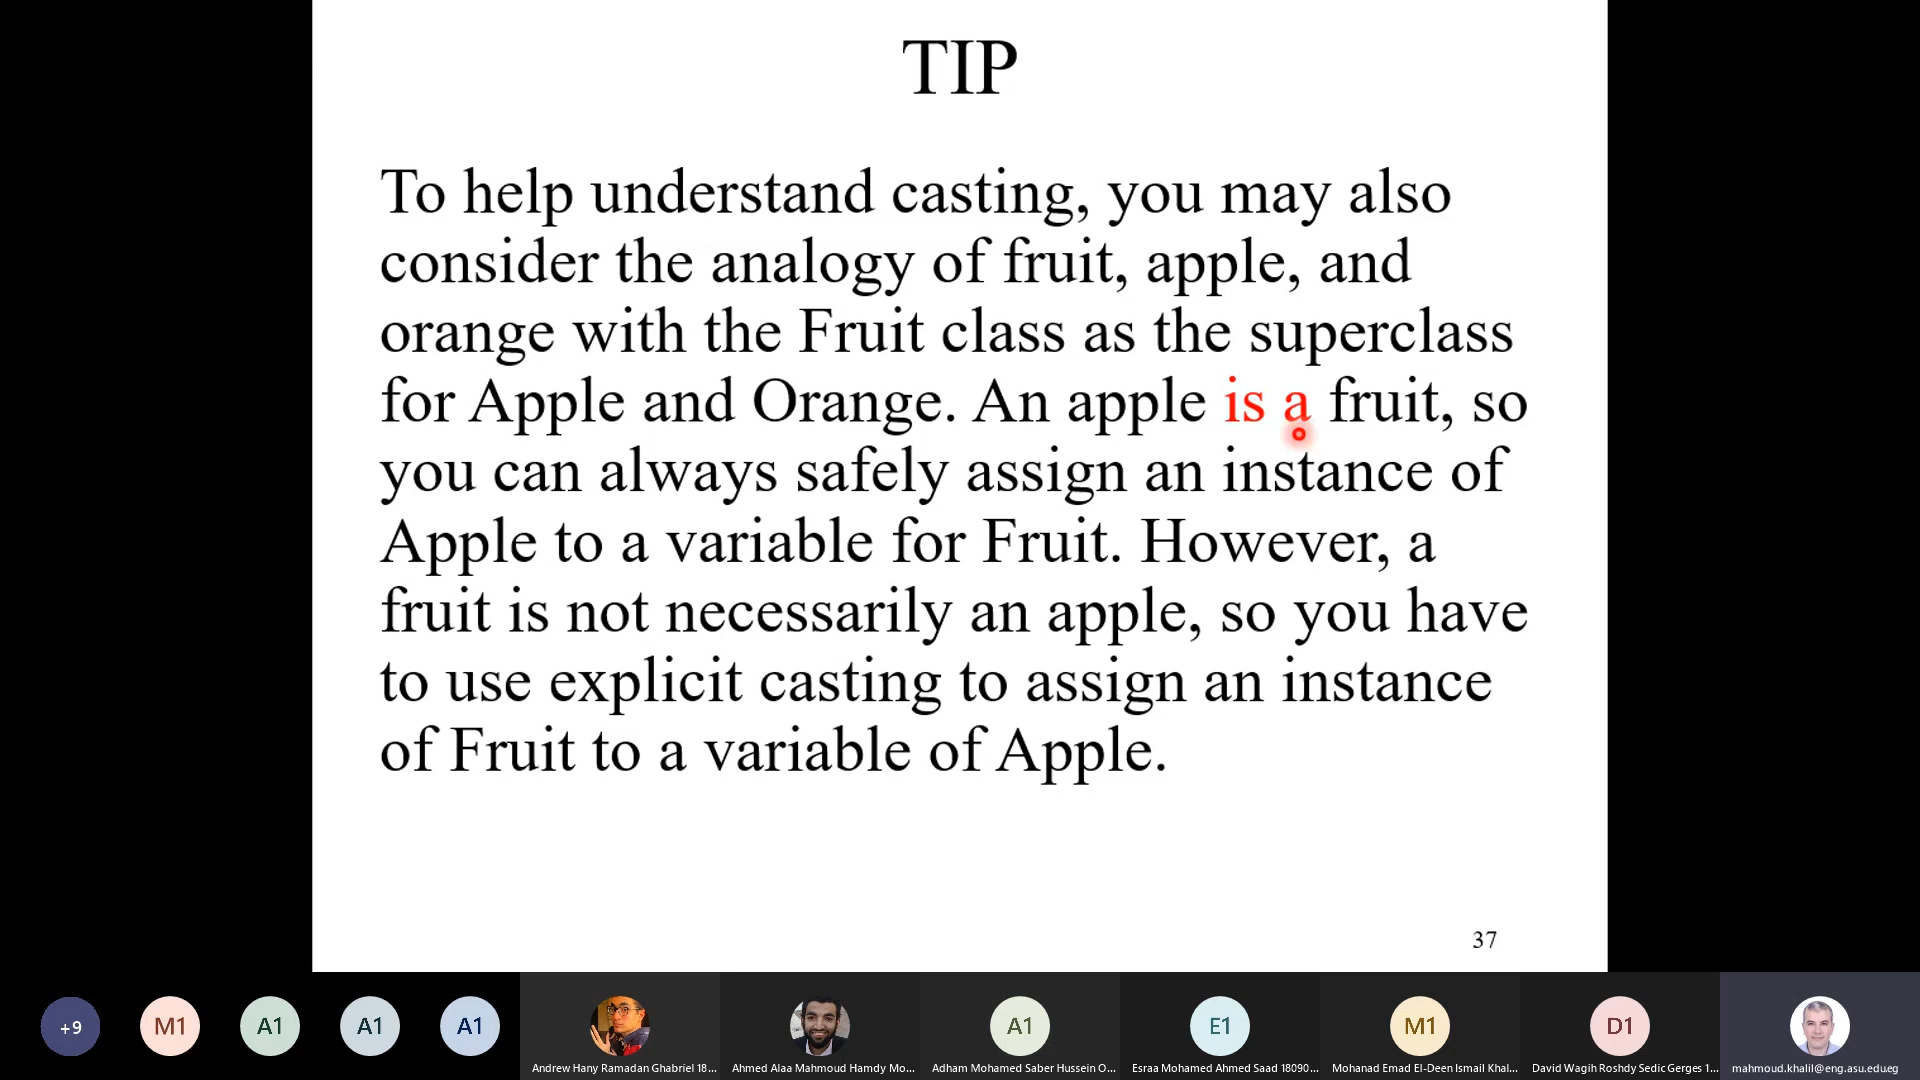 TIP
To help understand casting, you may also
consider the analogy of fruit, apple, and
orange with the Fruit class as the superclass
for Apple and Orange. An apple is a fruit, so
you can always safely assign an instance of
Apple to a variable for Fruit. However, a
fruit is not necessarily an apple, so you have
to use explicit casting to assign an instance
of Fruit to a variable of Apple.
37
+9
M1
A1
A1
A1
A1
E1
M1
D1
Andrew Hany Ramadan Ghabriel 18...
Ahmed Alaa Mahmoud Hamdy Mo...
Adham Mohamed Saber Hussein O...
Esraa Mohamed Ahmed Saad 18090...
Mohanad Emad El-Deen Ismail Khal...
David Wagih Roshdy Sedic Gerges 1...
mahmoud.khalil@eng.asu.edu.eg